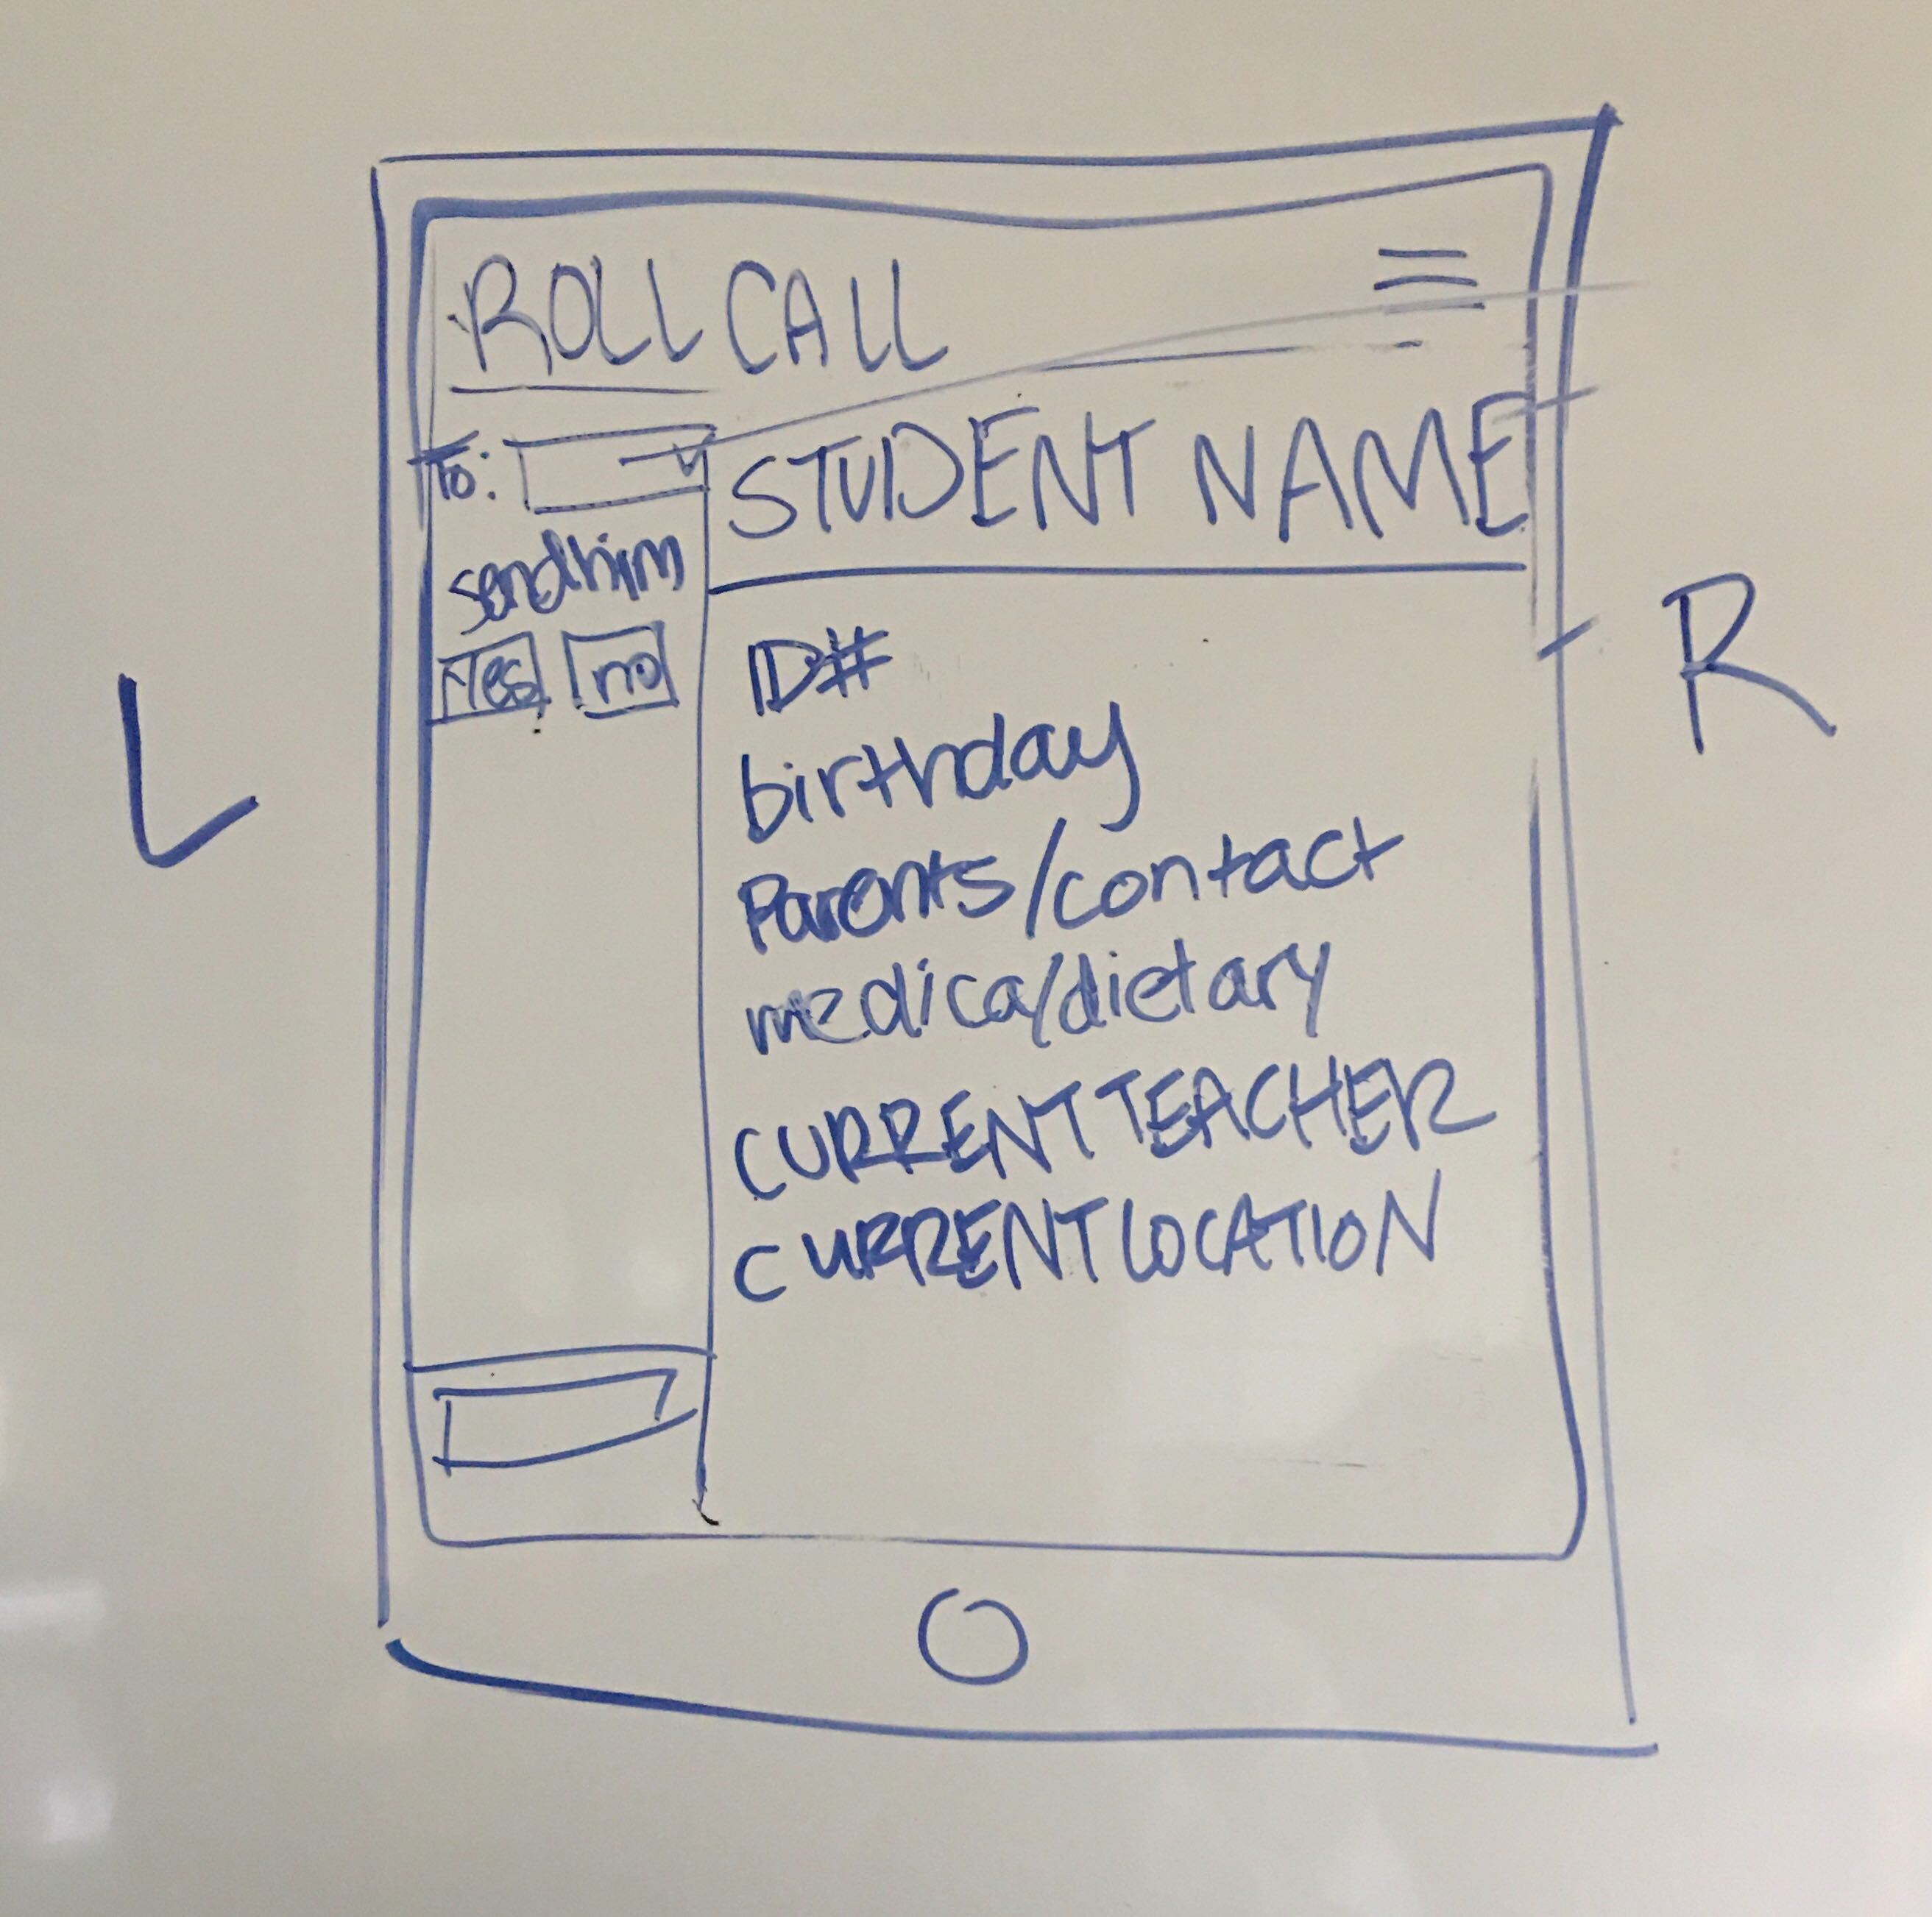 ROLL CALL
To:
send him
Yes no
STUDENT NAME
ID#
birthday
Parents/contact
medical/dietary
CURRENT TEACHER
CURRENT LOCATION
L
R